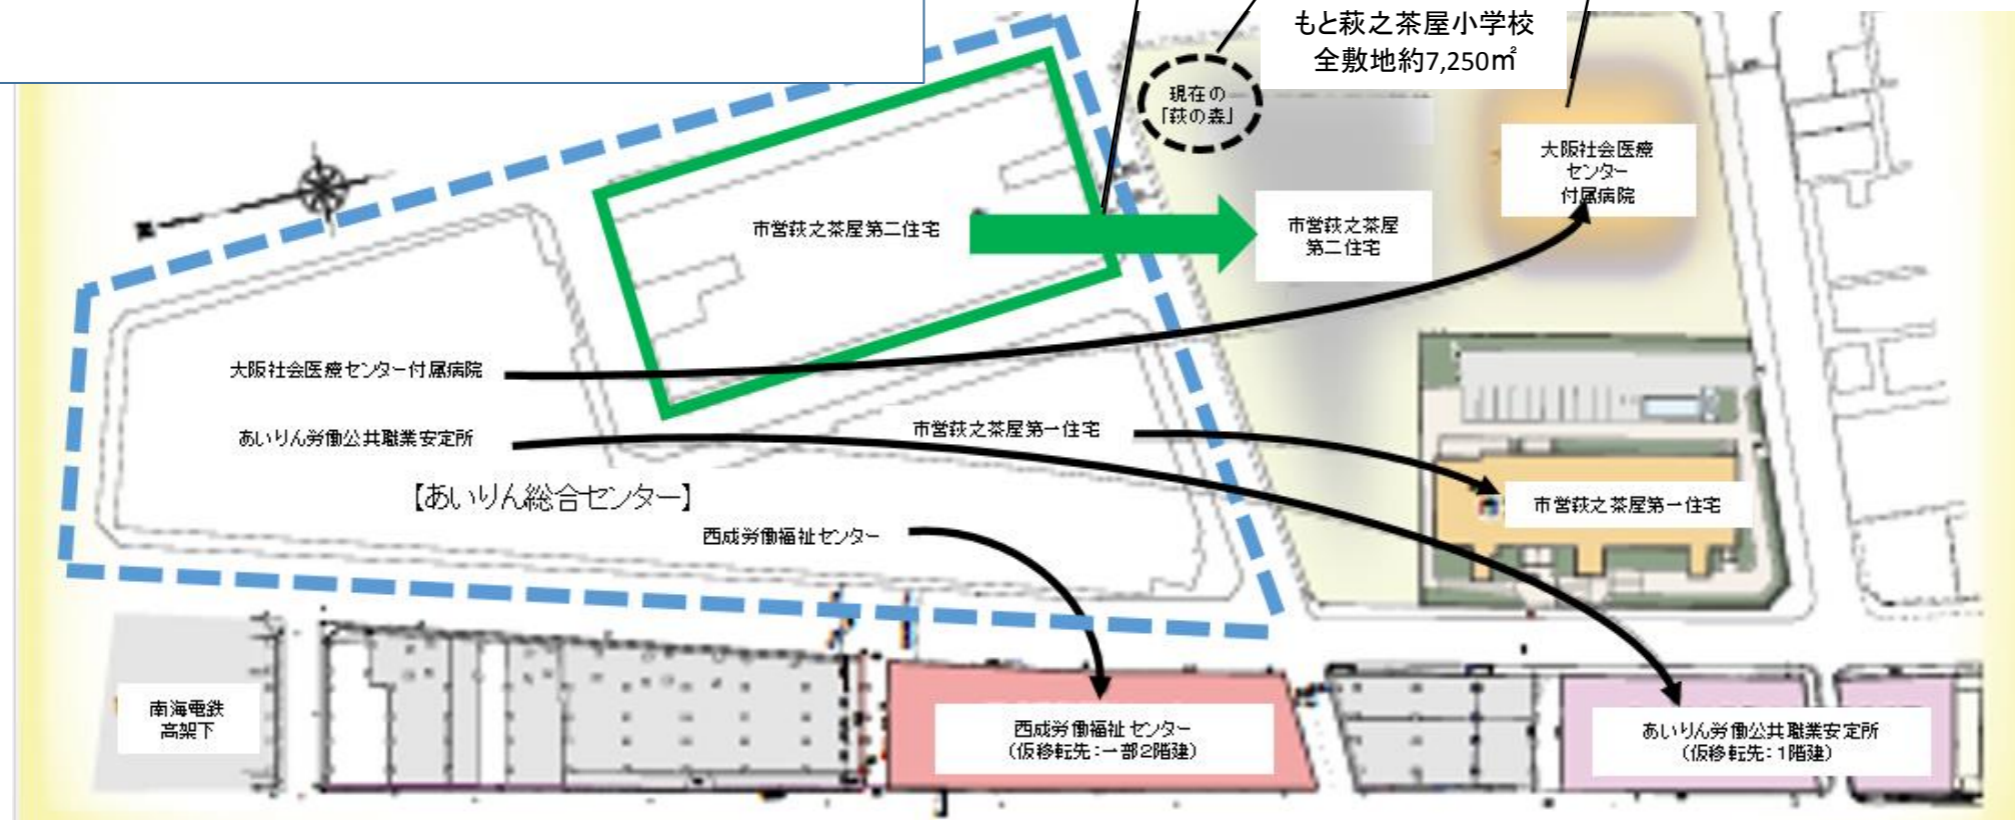 もと萩之茶屋小学校
全敷地約7,250㎡
現在の
「萩の森」
大阪社会医療
センター
付属病院
市営萩之茶屋第二住宅
市営萩之茶屋
第二住宅
大阪社会医療センター付属病院
あいりん労働公共職業安定所
市営萩之茶屋第一住宅
【あいりん総合センター】
市営萩之茶屋第一住宅
西成労働福祉センター
南海電鉄
高架下
西成労働福祉センター
(仮移転先:一部2階建)
あいりん労働公共職業安定所
(仮移転先:1階建)